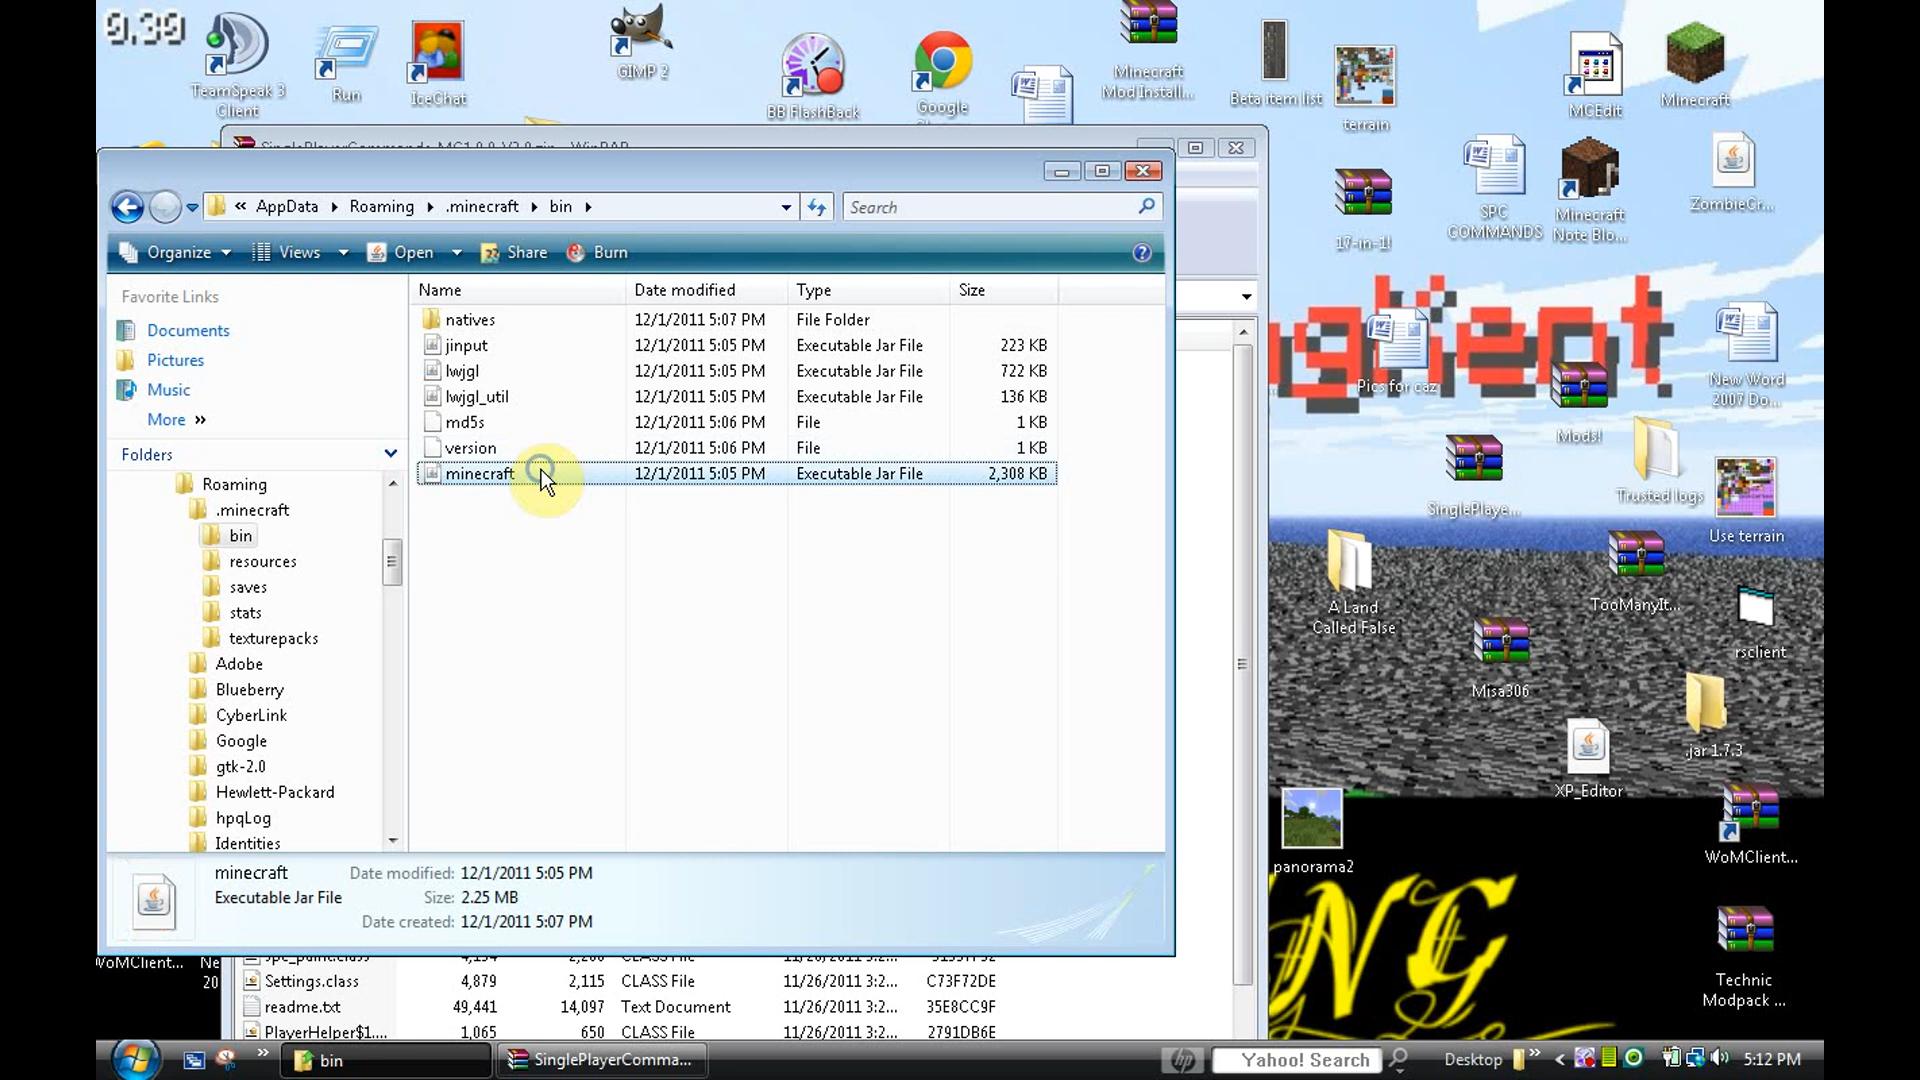 9.39
TeamSpeak 3
Client
Run
IceChat
GIMP 2
BB FlashBack
Google
Minecraft
Mod Install...
Beta item list
terrain
MCEdit
Minecraft
17-in-1!
SPC
COMMANDS
Minecraft
Note Blo...
ZombieCr...
SinglePlayerCommands-MC1.0.0_V3.0.zip - WinRAR
« AppData Roaming .minecraft bin
Search
Organize Views Open Share Burn
Favorite Links
Documents
Pictures
Music
More »
Folders
Roaming
.minecraft
bin
resources
saves
stats
texturepacks
Adobe
Blueberry
CyberLink
Google
gtk-2.0
Hewlett-Packard
hpqLog
Identities
Name Date modified Type Size
natives 12/1/2011 5:07 PM File Folder
jinput 12/1/2011 5:05 PM Executable Jar File 223 KB
lwjgl 12/1/2011 5:05 PM Executable Jar File 722 KB
lwjgl_util 12/1/2011 5:05 PM Executable Jar File 136 KB
md5s 12/1/2011 5:06 PM File 1 KB
version 12/1/2011 5:06 PM File 1 KB
minecraft 12/1/2011 5:05 PM Executable Jar File 2,308 KB
minecraft Date modified: 12/1/2011 5:05 PM
Executable Jar File Size: 2.25 MB
Date created: 12/1/2011 5:07 PM
Pics for caz
New Word
2007 Do...
Mods!
SinglePlaye...
Trusted logs
Use terrain
A Land
Called False
TooManyIt...
rsclient
Misa306
.jar 1.7.3
XP_Editor
panorama2
WoMClient...
NG
Technic
Modpack ...
WoMClient... Ne
20
Settings.class 4,879 2,115 CLASS File 11/26/2011 3:2... C73F72DE
readme.txt 49,441 14,097 Text Document 11/26/2011 3:2... 35E8CC9F
PlayerHelper$1.... 1,065 650 CLASS File 11/26/2011 3:2... 2791DB6E
» bin SinglePlayerComma... hp Yahoo! Search Desktop » < 5:12 PM